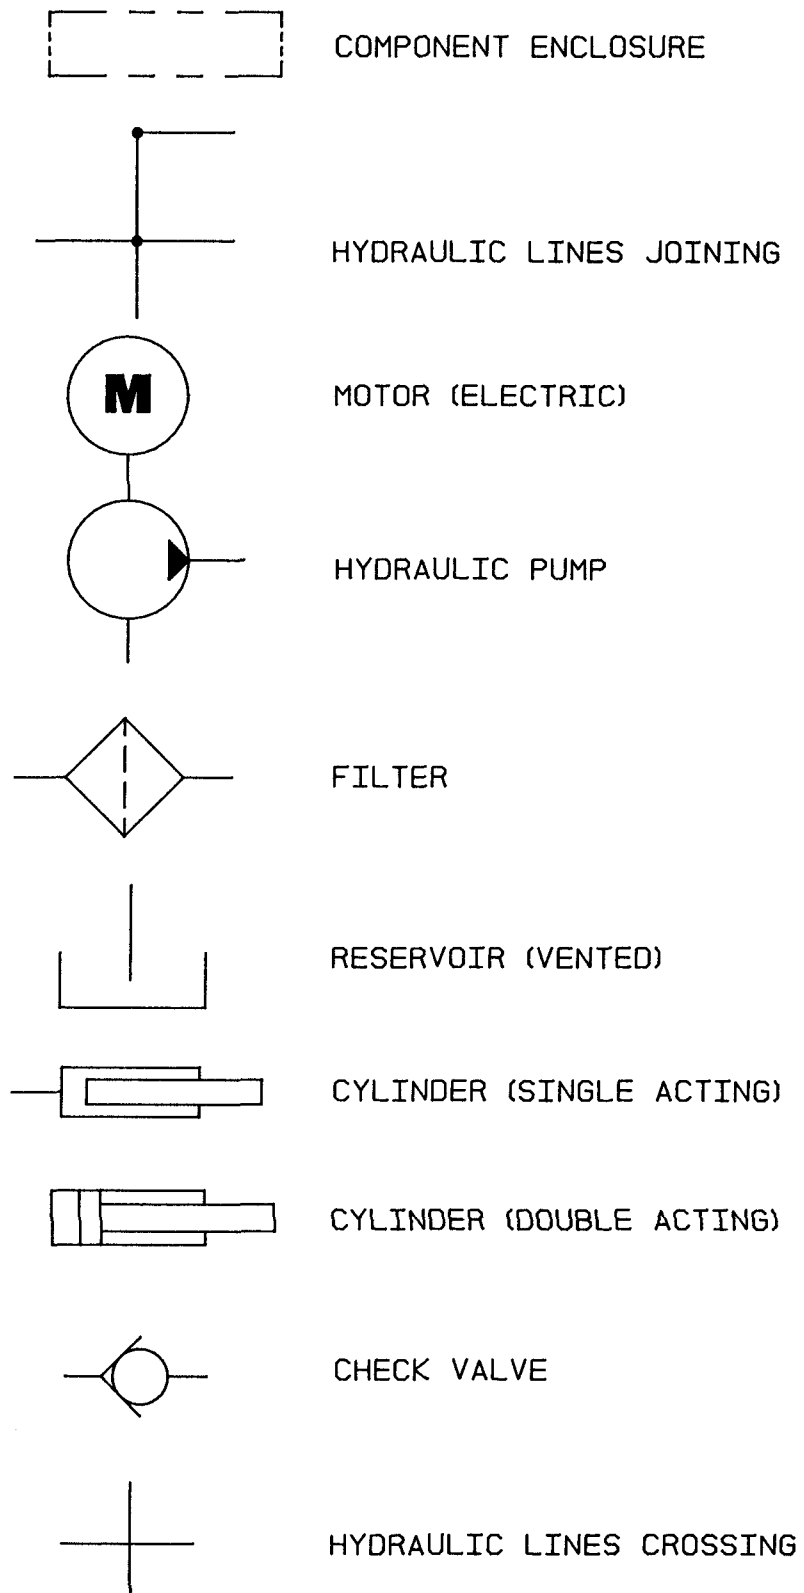 COMPONENT ENCLOSURE
HYDRAULIC LINES JOINING
M
MOTOR (ELECTRIC)
HYDRAULIC PUMP
FILTER
RESERVOIR (VENTED)
CYLINDER (SINGLE ACTING)
CYLINDER (DOUBLE ACTING)
CHECK VALVE
HYDRAULIC LINES CROSSING